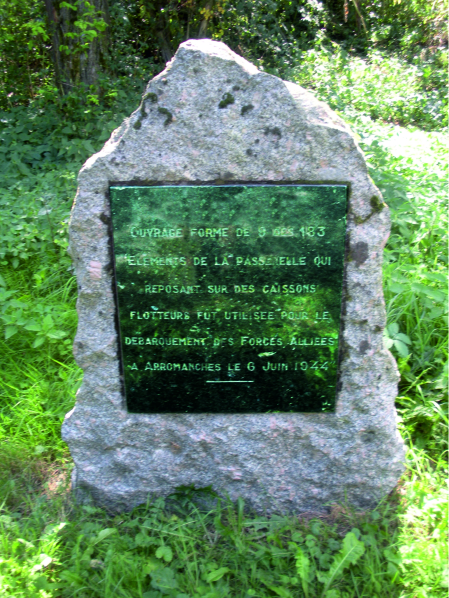 OUVRAGE FORME DE 9 DES 183
ELEMENTS DE LA PASSERELLE QUI
REPOSANT SUR DES CAISSONS
FLOTTEURS FUT UTILISEE POUR LE
DEBARQUEMENT DES FORCES ALLIEES
A ARROMANCHES LE 6 JUIN 1944